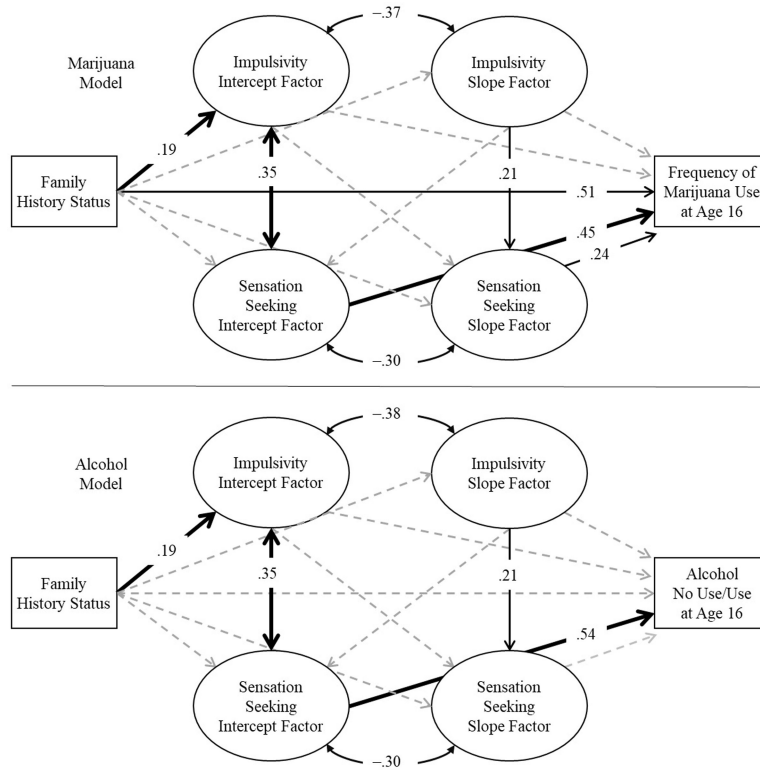 –.37
Marijuana
Model
Impulsivity
Intercept Factor
Impulsivity
Slope Factor
.19
.35
.21
Family
History Status
.51
Frequency of
Marijuana Use
at Age 16
.45
.24
Sensation
Seeking
Intercept Factor
Sensation
Seeking
Slope Factor
–.30
–.38
Alcohol
Model
Impulsivity
Intercept Factor
Impulsivity
Slope Factor
.19
.35
.21
Family
History Status
Alcohol
No Use/Use
at Age 16
.54
Sensation
Seeking
Intercept Factor
Sensation
Seeking
Slope Factor
–.30